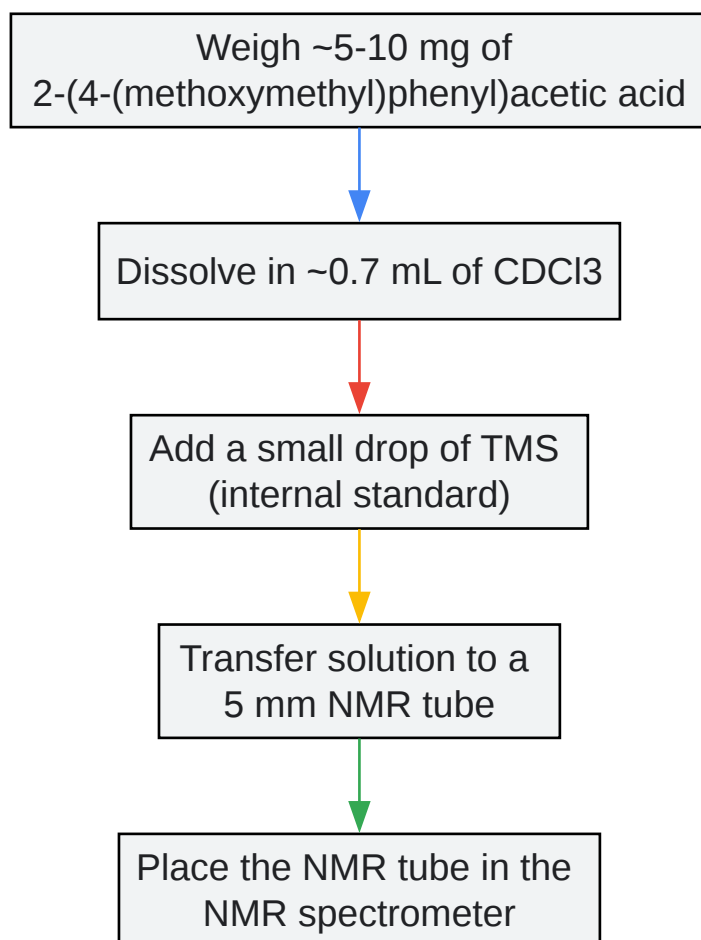 Weigh ~5-10 mg of
2-(4-(methoxymethyl)phenyl)acetic acid
Dissolve in ~0.7 mL of CDCl3
Add a small drop of TMS
(internal standard)
Transfer solution to a
5 mm NMR tube
Place the NMR tube in the
NMR spectrometer